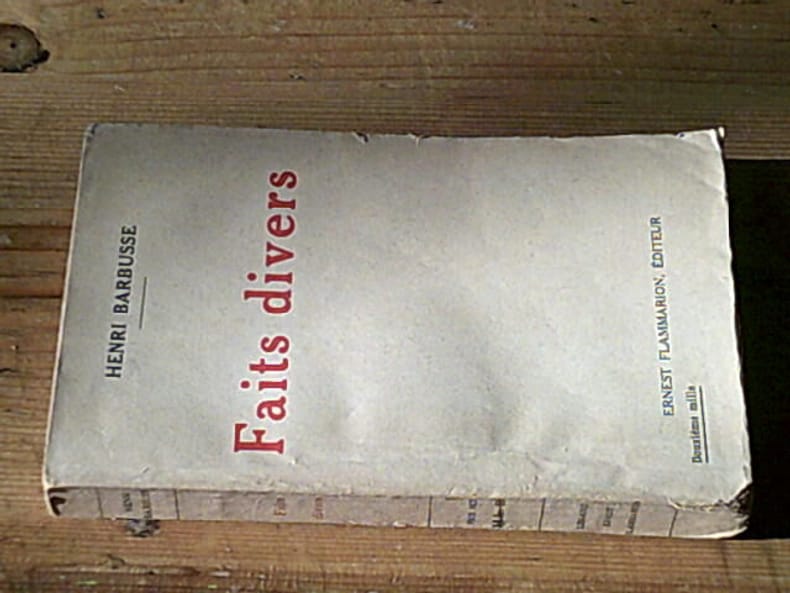 HENRI BARBUSSE
Faits divers
ERNEST FLAMMARION, ÉDITEUR
Douzième mille